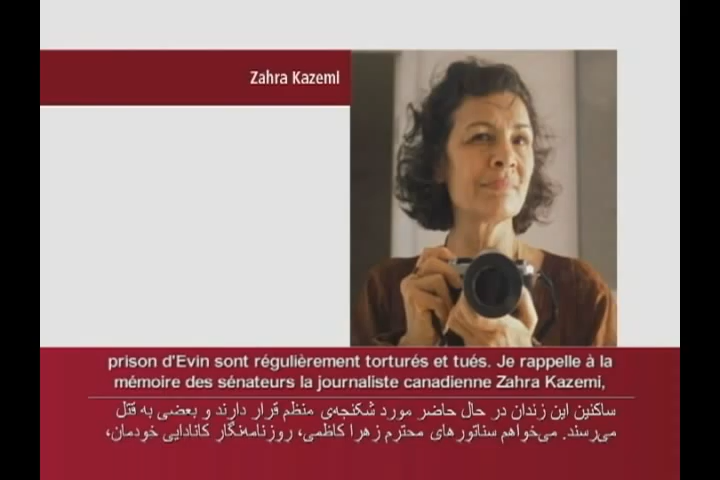 Zahra Kazemi
prison d'Evin sont régulièrement torturés et tués. Je rappelle à la
mémoire des sénateurs la journaliste canadienne Zahra Kazemi,
ساکنین این زندان در حال حاضر مورد شکنجه‌ی منظم قرار دارند و بعضی به قتل
می‌رسند. می‌خواهم سناتورهای محترم زهرا کاظمی، روزنامه‌نگار کانادایی خودمان،